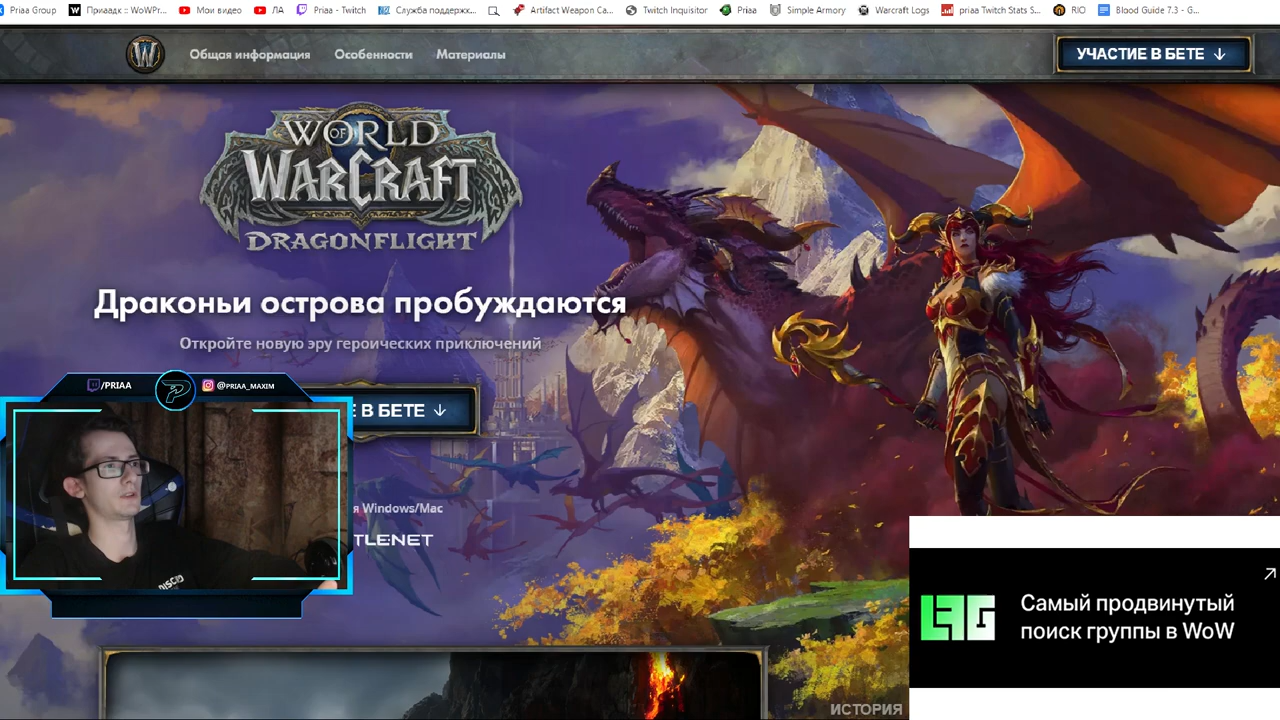 Priaa Group
Приаадк :: WoWPr...
Мои видео
ЛА
Priaa - Twitch
Служба поддержк...
Artifact Weapon Ca...
Twitch Inquisitor
Priaa
Simple Armory
Warcraft Logs
priaa Twitch Stats S...
RIO
Blood Guide 7.3 - G...
W
Общая информация
Особенности
Материалы
УЧАСТИЕ В БЕТЕ
WORLD
OF
WARCRAFT
DRAGONFLIGHT
Драконьи острова пробуждаются
Откройте новую эру героических приключений
/PRIAA
@PRIAA_MAXIM
Е В БЕТЕ
я Windows/Mac
TLENET
DISCO
LFG
Самый продвинутый
поиск группы в WoW
ИСТОРИЯ